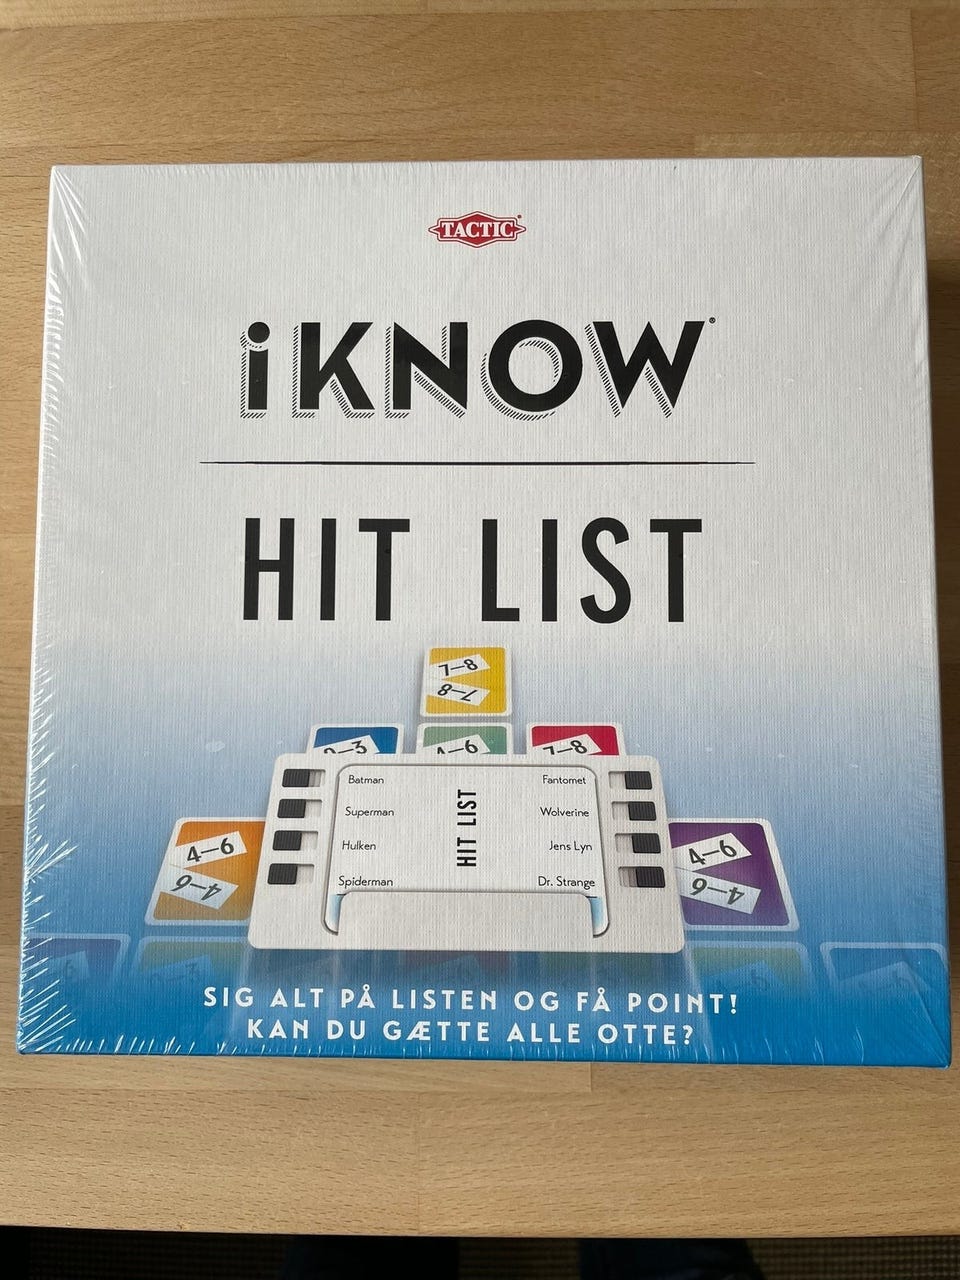 TACTIC
iKNOW
HIT LIST
7–8
7–8
0–3
4–6
7–8
Batman
Superman
Hulken
Spiderman
HIT LIST
Fantomet
Wolverine
Jens Lyn
Dr. Strange
4–6
4–6
4–6
4–6
SIG ALT PÅ LISTEN OG FÅ POINT!
KAN DU GÆTTE ALLE OTTE?